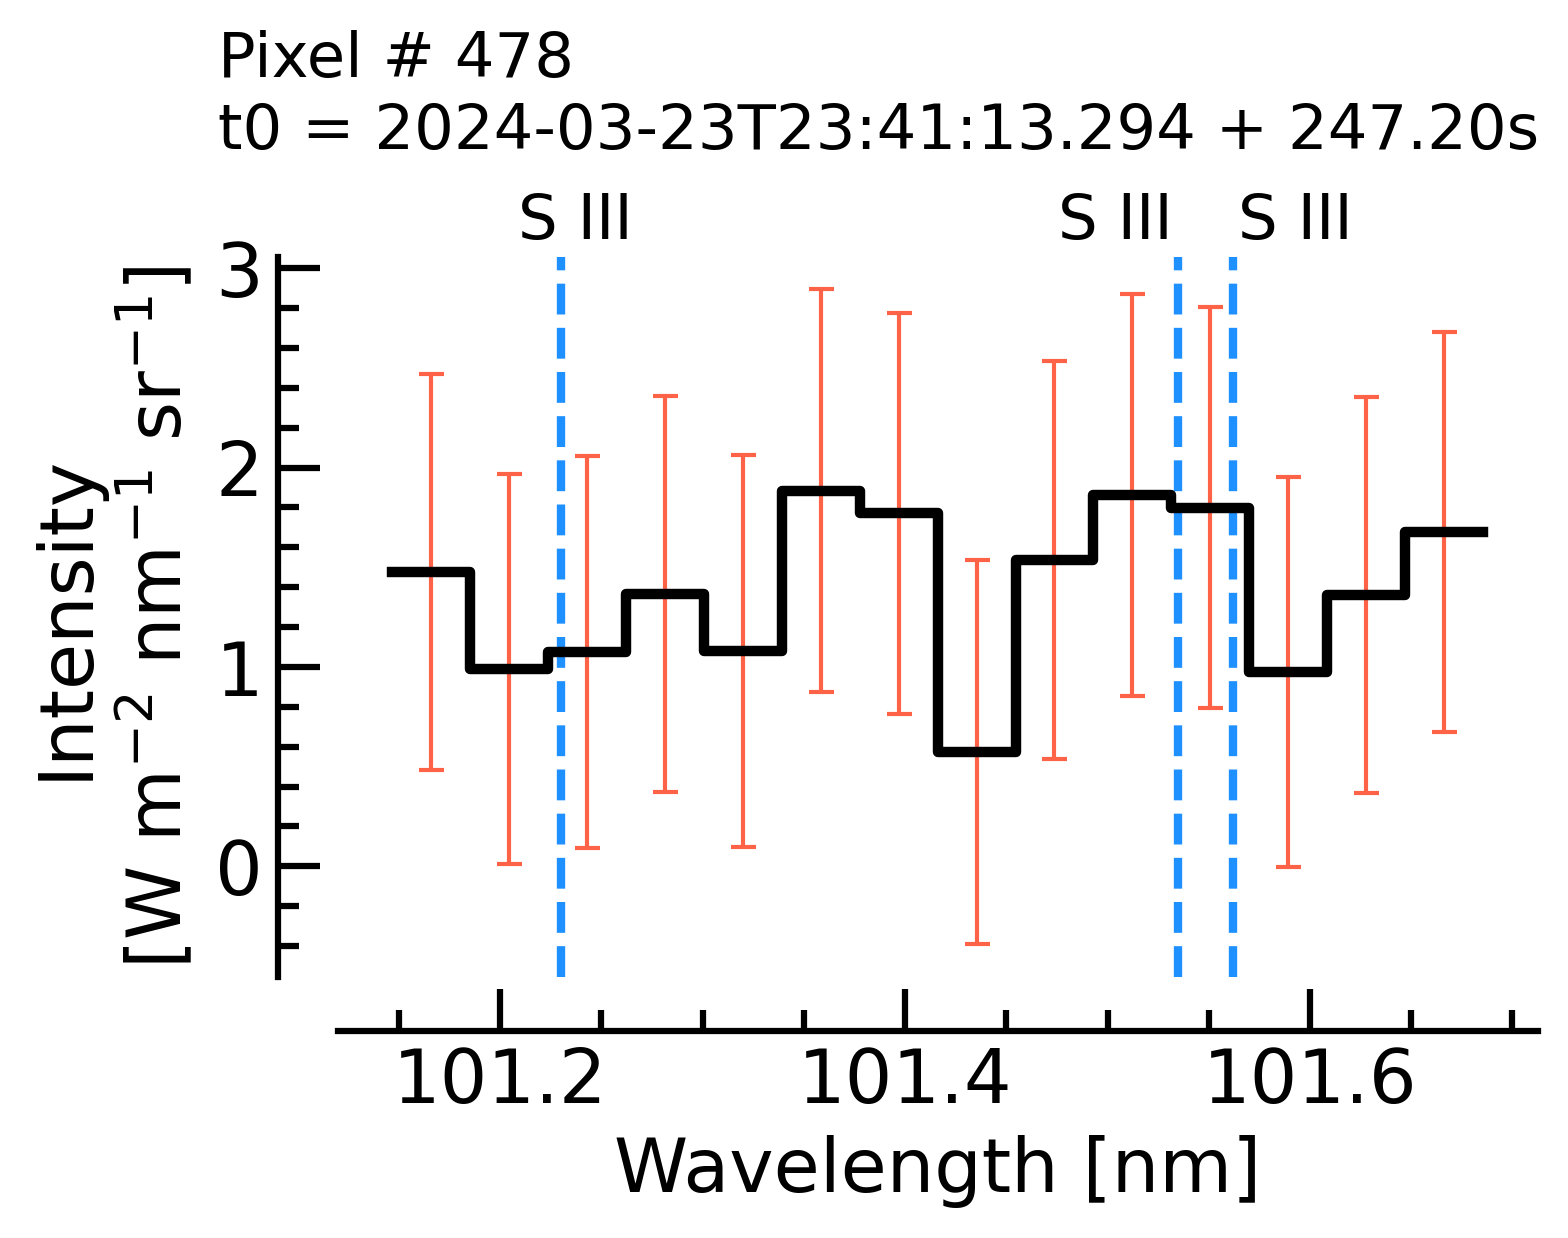 Pixel # 478
t0 = 2024-03-23T23:41:13.294 + 247.20s
S III S III S III
Intensity
[W m⁻² nm⁻¹ sr⁻¹]
3
2
1
0
101.2 101.4 101.6
Wavelength [nm]